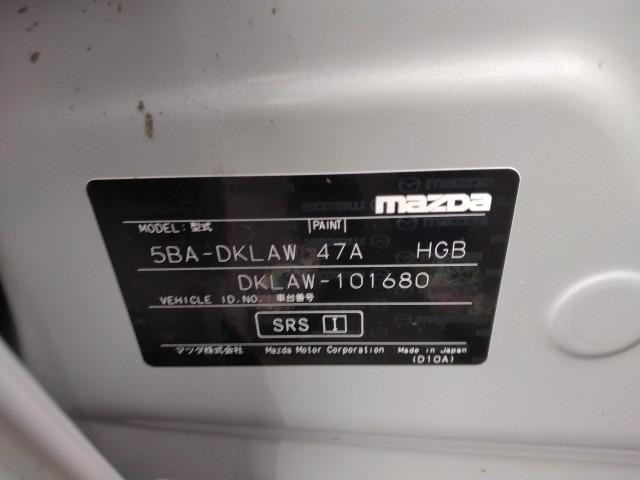 mazda
MODEL: 型式 PAINT
5BA-DKLAW 47A HGB
DKLAW-101680
VEHICLE ID.NO. 車台番号
SRS I
マツダ株式会社 Mazda Motor Corporation Made in Japan
(D10A)